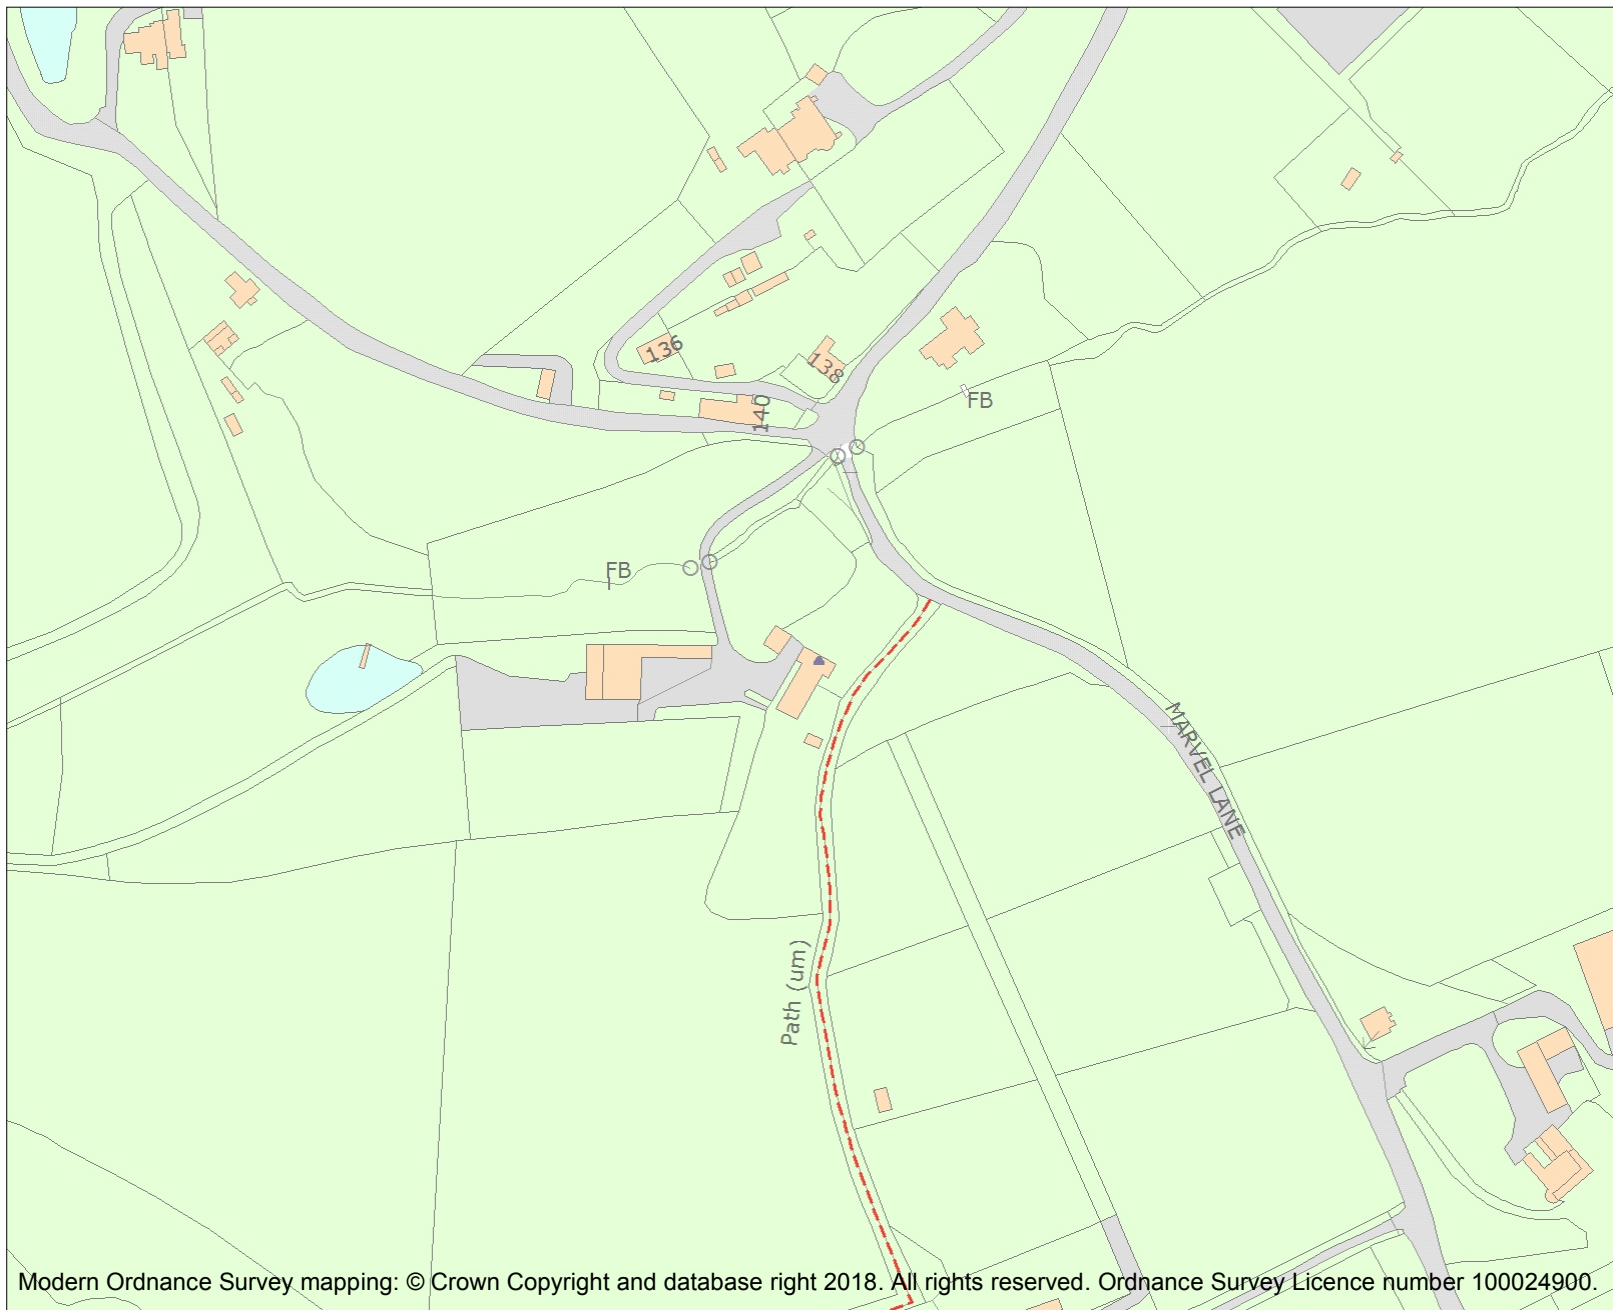 136
138
140
FB
FB
MARVEL LANE
Path (um)
Modern Ordnance Survey mapping: © Crown Copyright and database right 2018. All rights reserved. Ordnance Survey Licence number 100024900.